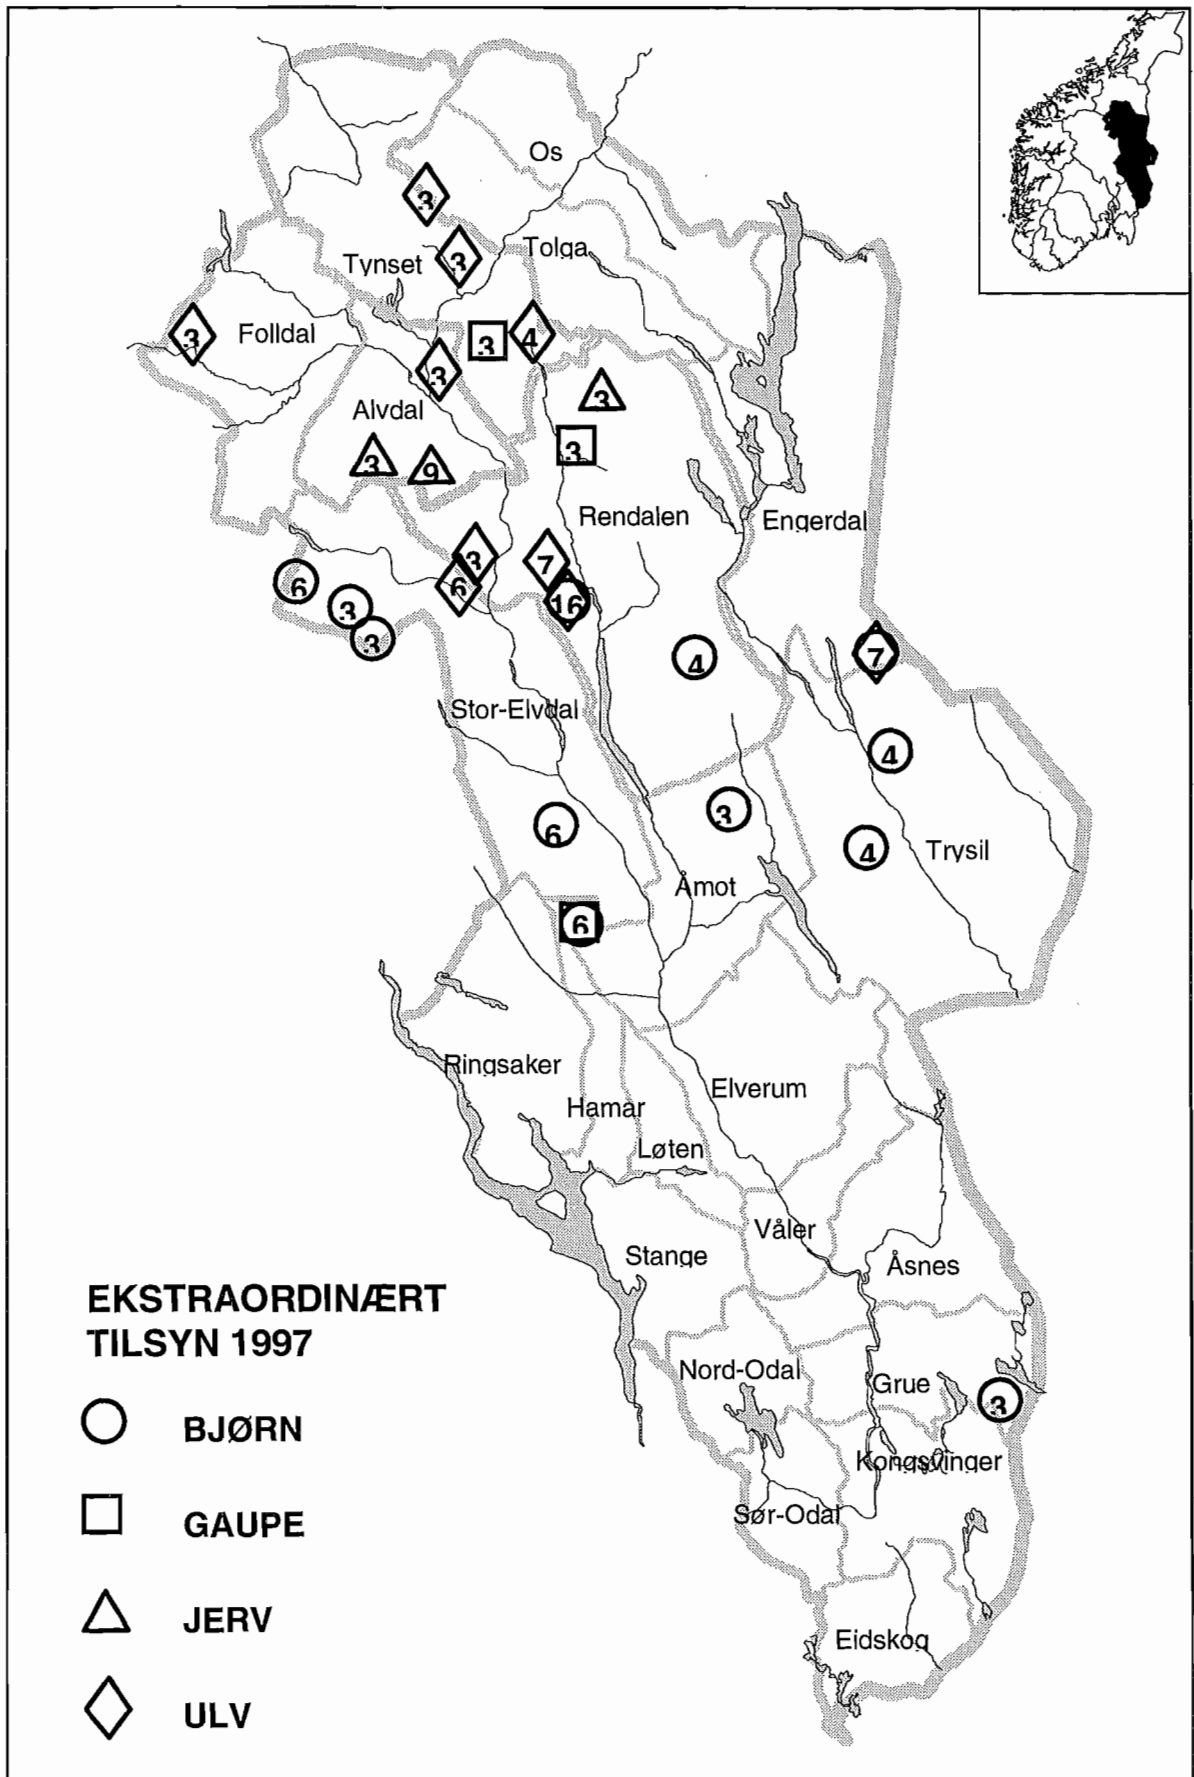 Os
3
Tolga
3
Tynset
3
Folldal
3
4
3
3
Alvdal
3
3
9
Rendalen
Engerdal
3
7
6
6
16
3
3
4
7
Stor-Elvdal
4
3
6
4
Trysil
Åmot
6
Ringsaker
Elverum
Hamar
Løten
Våler
Stange
Åsnes
EKSTRAORDINÆRT
TILSYN 1997
Nord-Odal
Grue
3
BJØRN
Kongsvinger
Sør-Odal
GAUPE
JERV
Eidskog
ULV